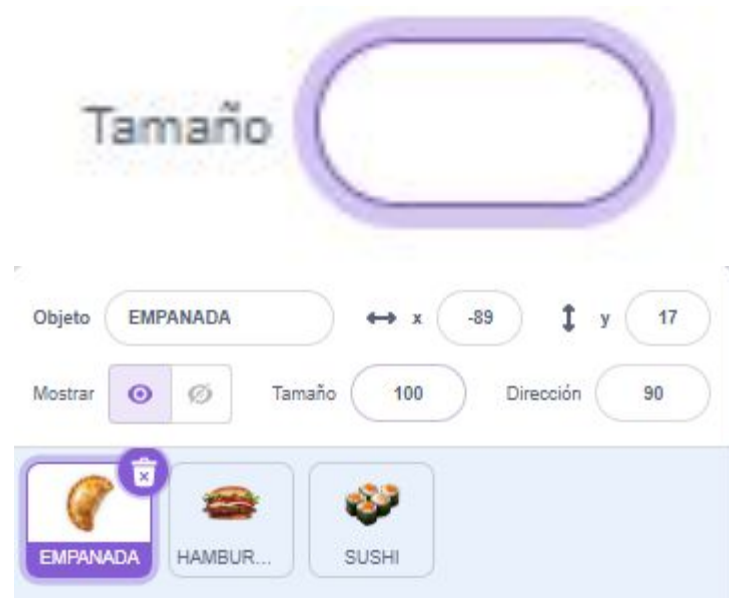 Tamaño
Objeto EMPANADA x -89 y 17
Mostrar Tamaño 100 Dirección 90
EMPANADA HAMBUR... SUSHI